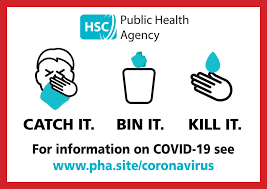 HSC Public Health
Agency
CATCH IT. BIN IT. KILL IT.
For information on COVID-19 see
www.pha.site/coronavirus